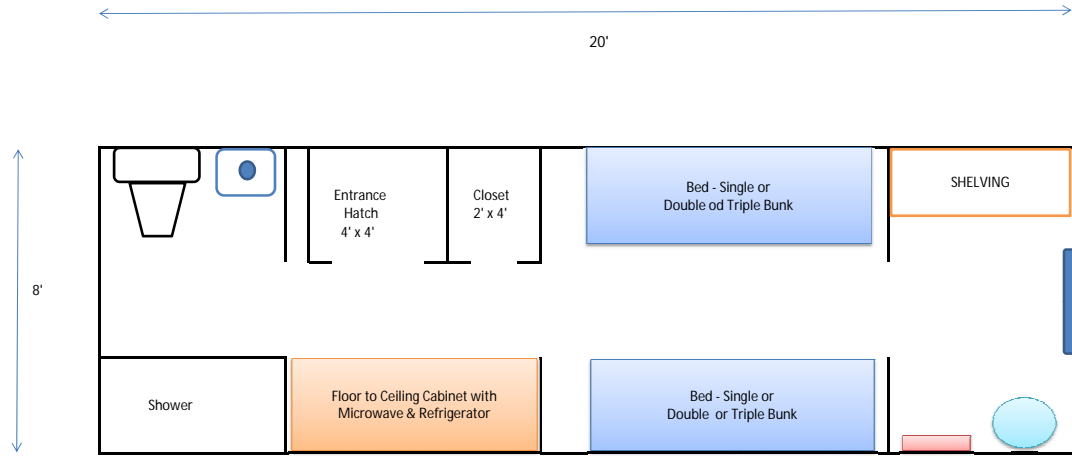 20'
Entrance
Hatch
4' x 4'
Closet
2' x 4'
Bed - Single or
Double od Triple Bunk
SHELVING
8'
Shower
Floor to Ceiling Cabinet with
Microwave & Refrigerator
Bed - Single or
Double or Triple Bunk